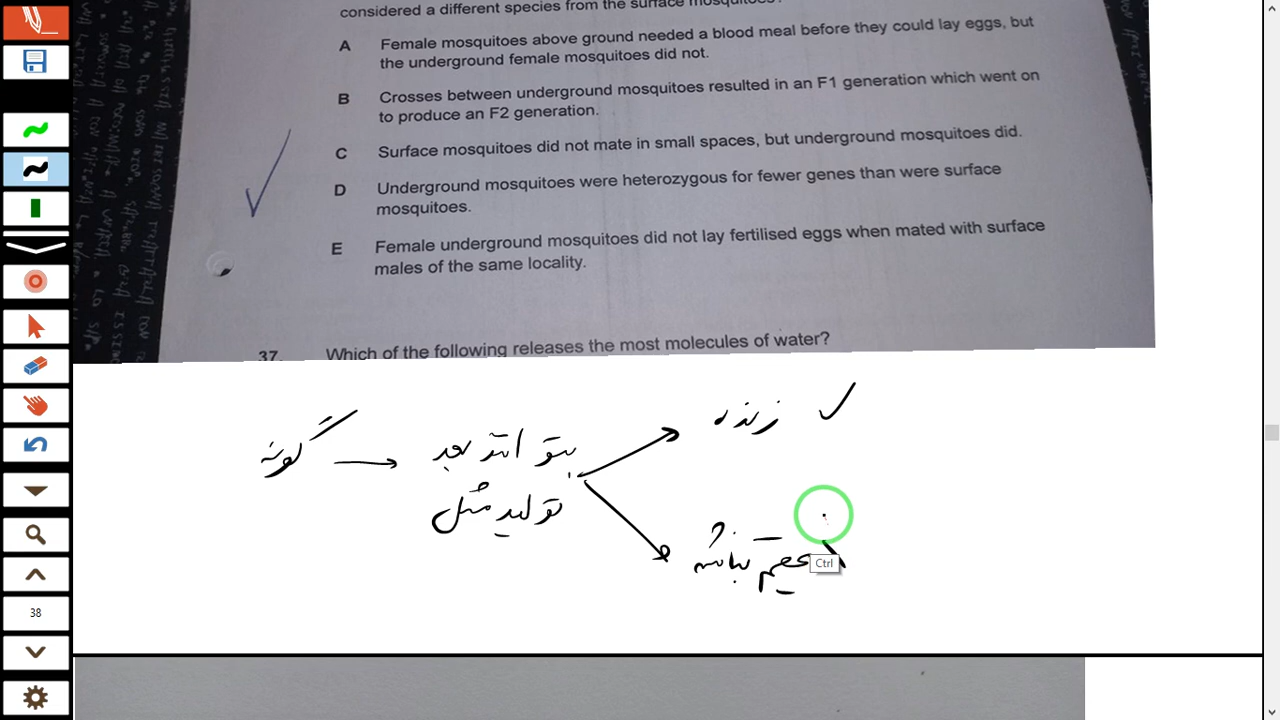 considered a different species from the surface mosquitoes?
A Female mosquitoes above ground needed a blood meal before they could lay eggs, but
the underground female mosquitoes did not.
B Crosses between underground mosquitoes resulted in an F1 generation which went on
to produce an F2 generation.
C Surface mosquitoes did not mate in small spaces, but underground mosquitoes did.
D Underground mosquitoes were heterozygous for fewer genes than were surface
mosquitoes.
E Female underground mosquitoes did not lay fertilised eggs when mated with surface
males of the same locality.
37 Which of the following releases the most molecules of water?
زنده
گونه بتواند بعد
تولید مثل
عقیم نباشه
Ctrl
38